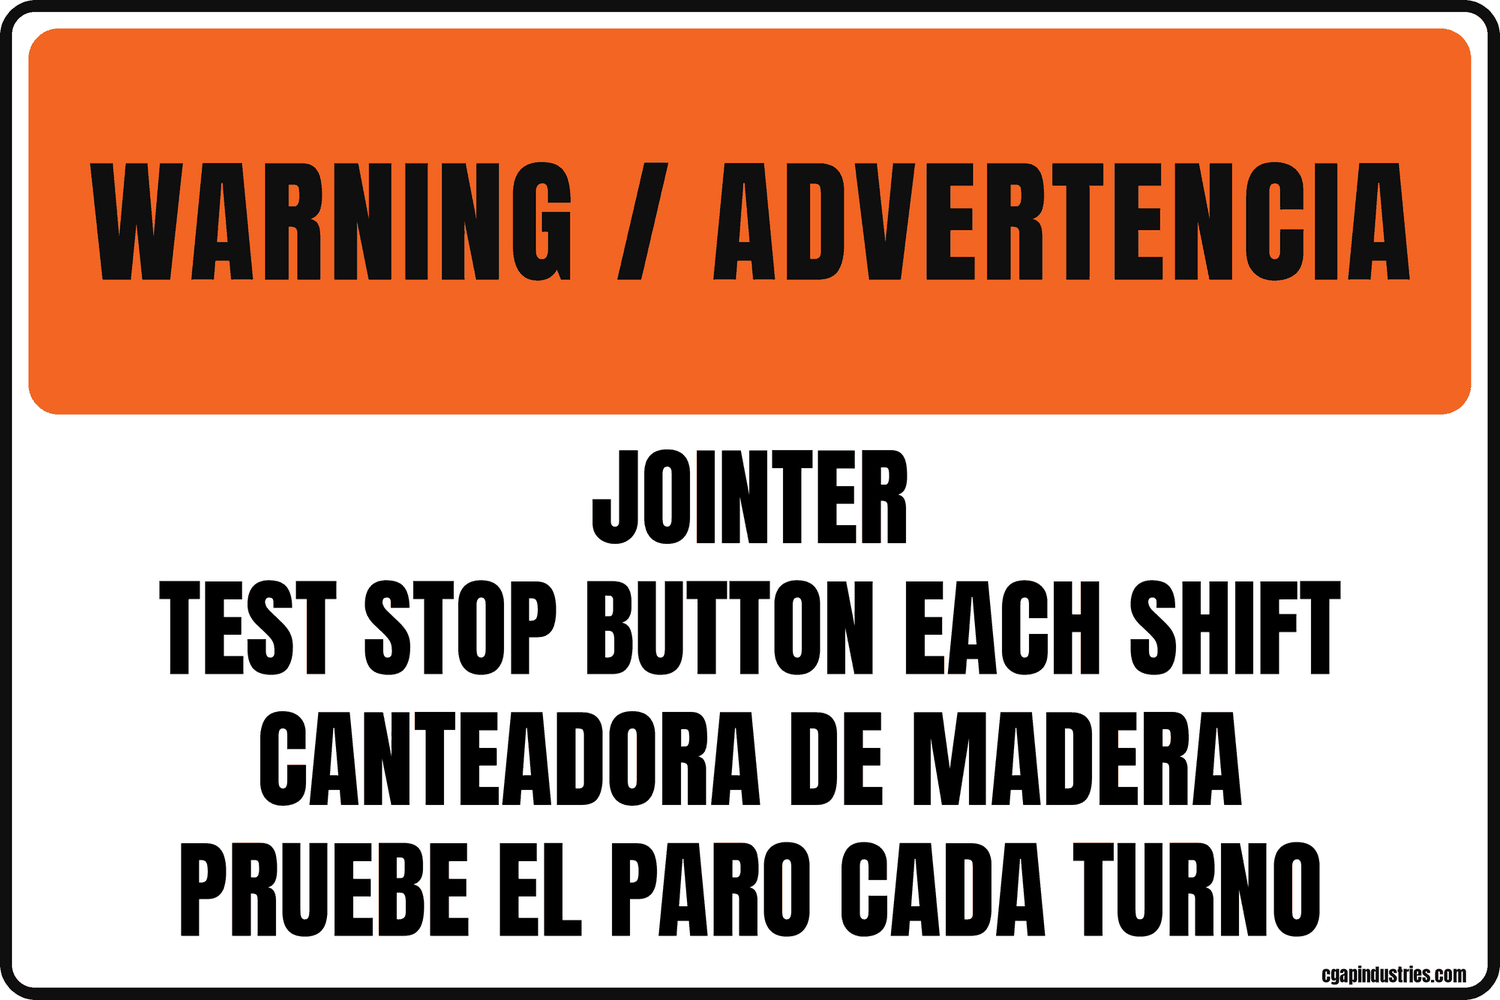 WARNING / ADVERTENCIA
JOINTER
TEST STOP BUTTON EACH SHIFT
CANTEADORA DE MADERA
PRUEBE EL PARO CADA TURNO
cgapindustries.com